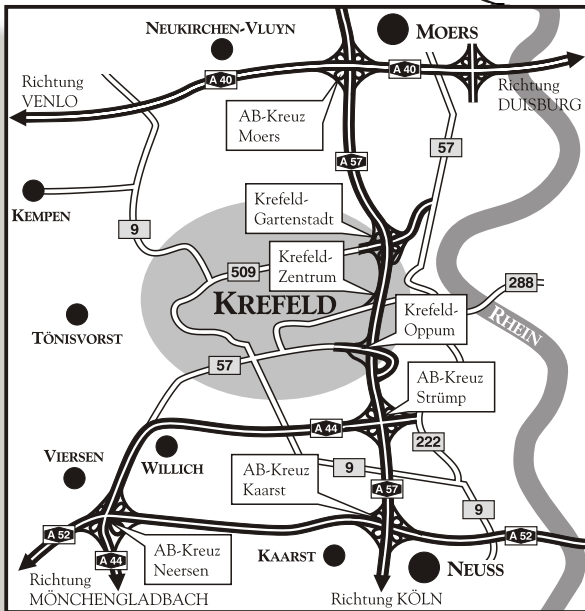 NEUKIRCHEN-VLUYN
MOERS
A 40
A 40
Richtung
VENLO
Richtung
DUISBURG
AB-Kreuz
Moers
57
A 57
KEMPEN
Krefeld-
Gartenstadt
9
Krefeld-
Zentrum
509
288
KREFELD
Krefeld-
Oppum
RHEIN
TÖNISVORST
57
AB-Kreuz
Strümp
A 44
222
VIERSEN
WILLICH
AB-Kreuz
Kaarst
9
A 57
9
A 52
A 52
AB-Kreuz
Neersen
A 44
KAARST
NEUSS
Richtung
MÖNCHENGLADBACH
Richtung KÖLN